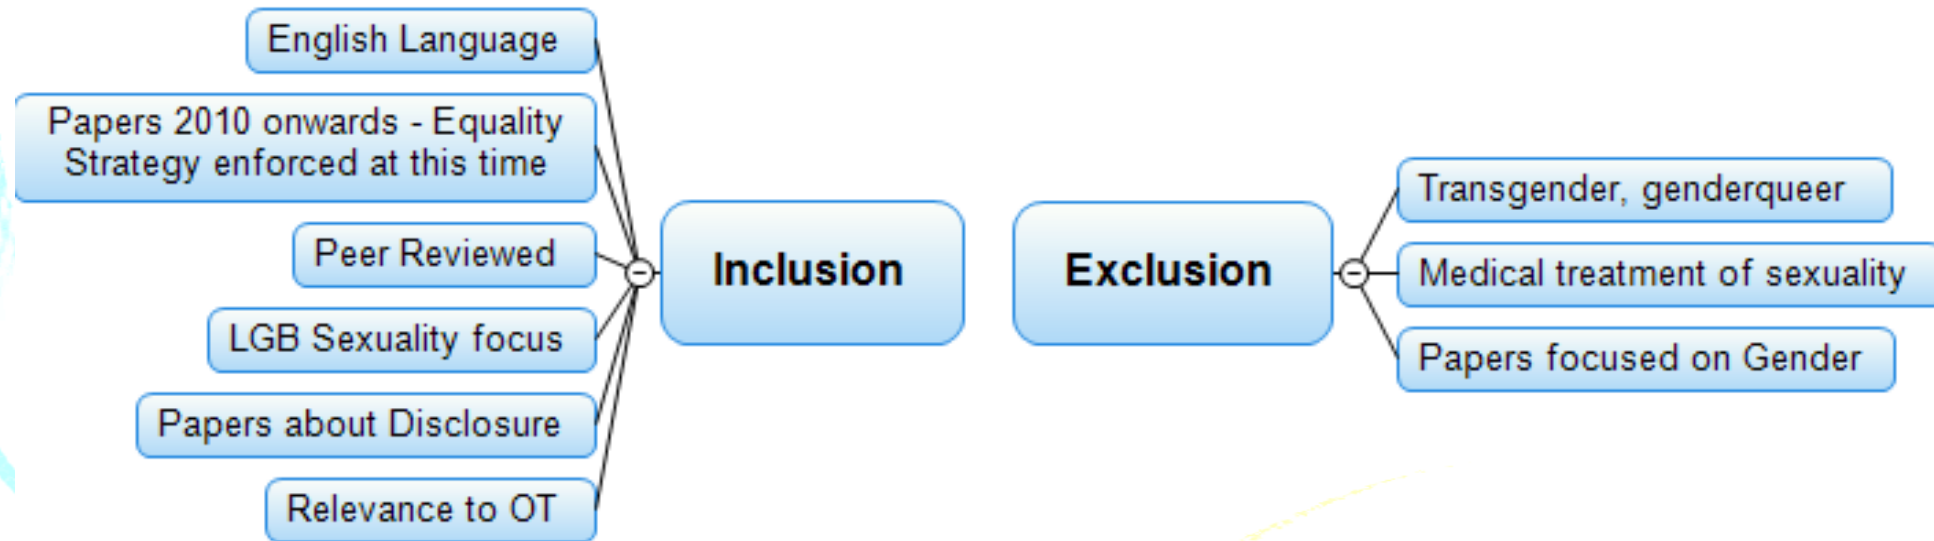 English Language
Papers 2010 onwards - Equality
Strategy enforced at this time
Peer Reviewed
LGB Sexuality focus
Papers about Disclosure
Relevance to OT
Inclusion
Exclusion
Transgender, genderqueer
Medical treatment of sexuality
Papers focused on Gender